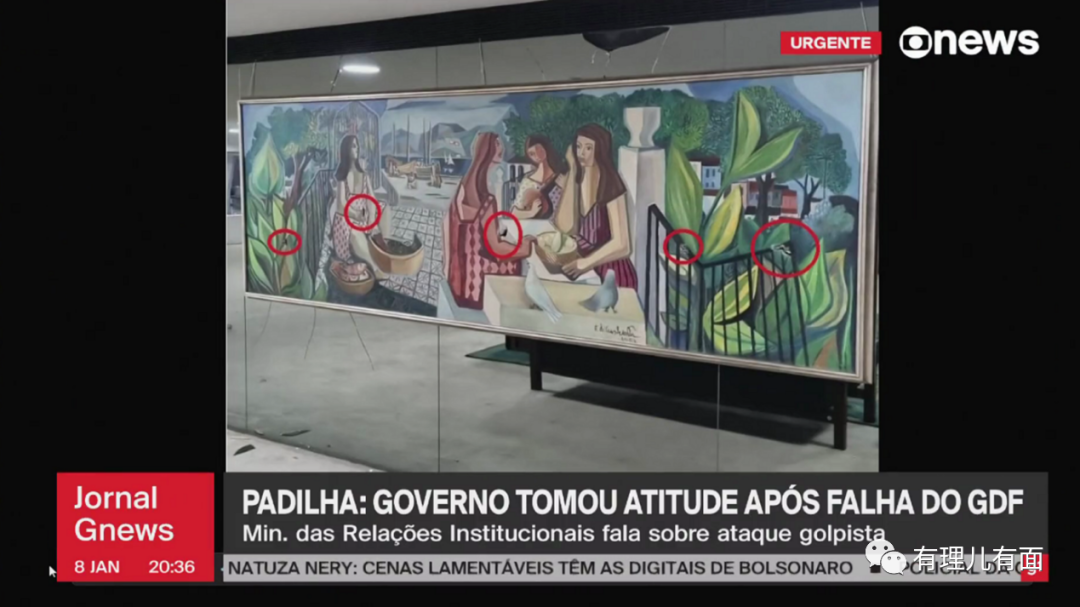 URGENTE
news
PADILHA: GOVERNO TOMOU ATITUDE APÓS FALHA DO GDF
Min. das Relações Institucionais fala sobre ataque golpista
Jornal
Gnews
8 JAN 20:36
NATUZA NERY: CENAS LAMENTÁVEIS TÊM AS DIGITAIS DE BOLSONARO
POLICIAL DA
有理儿有面